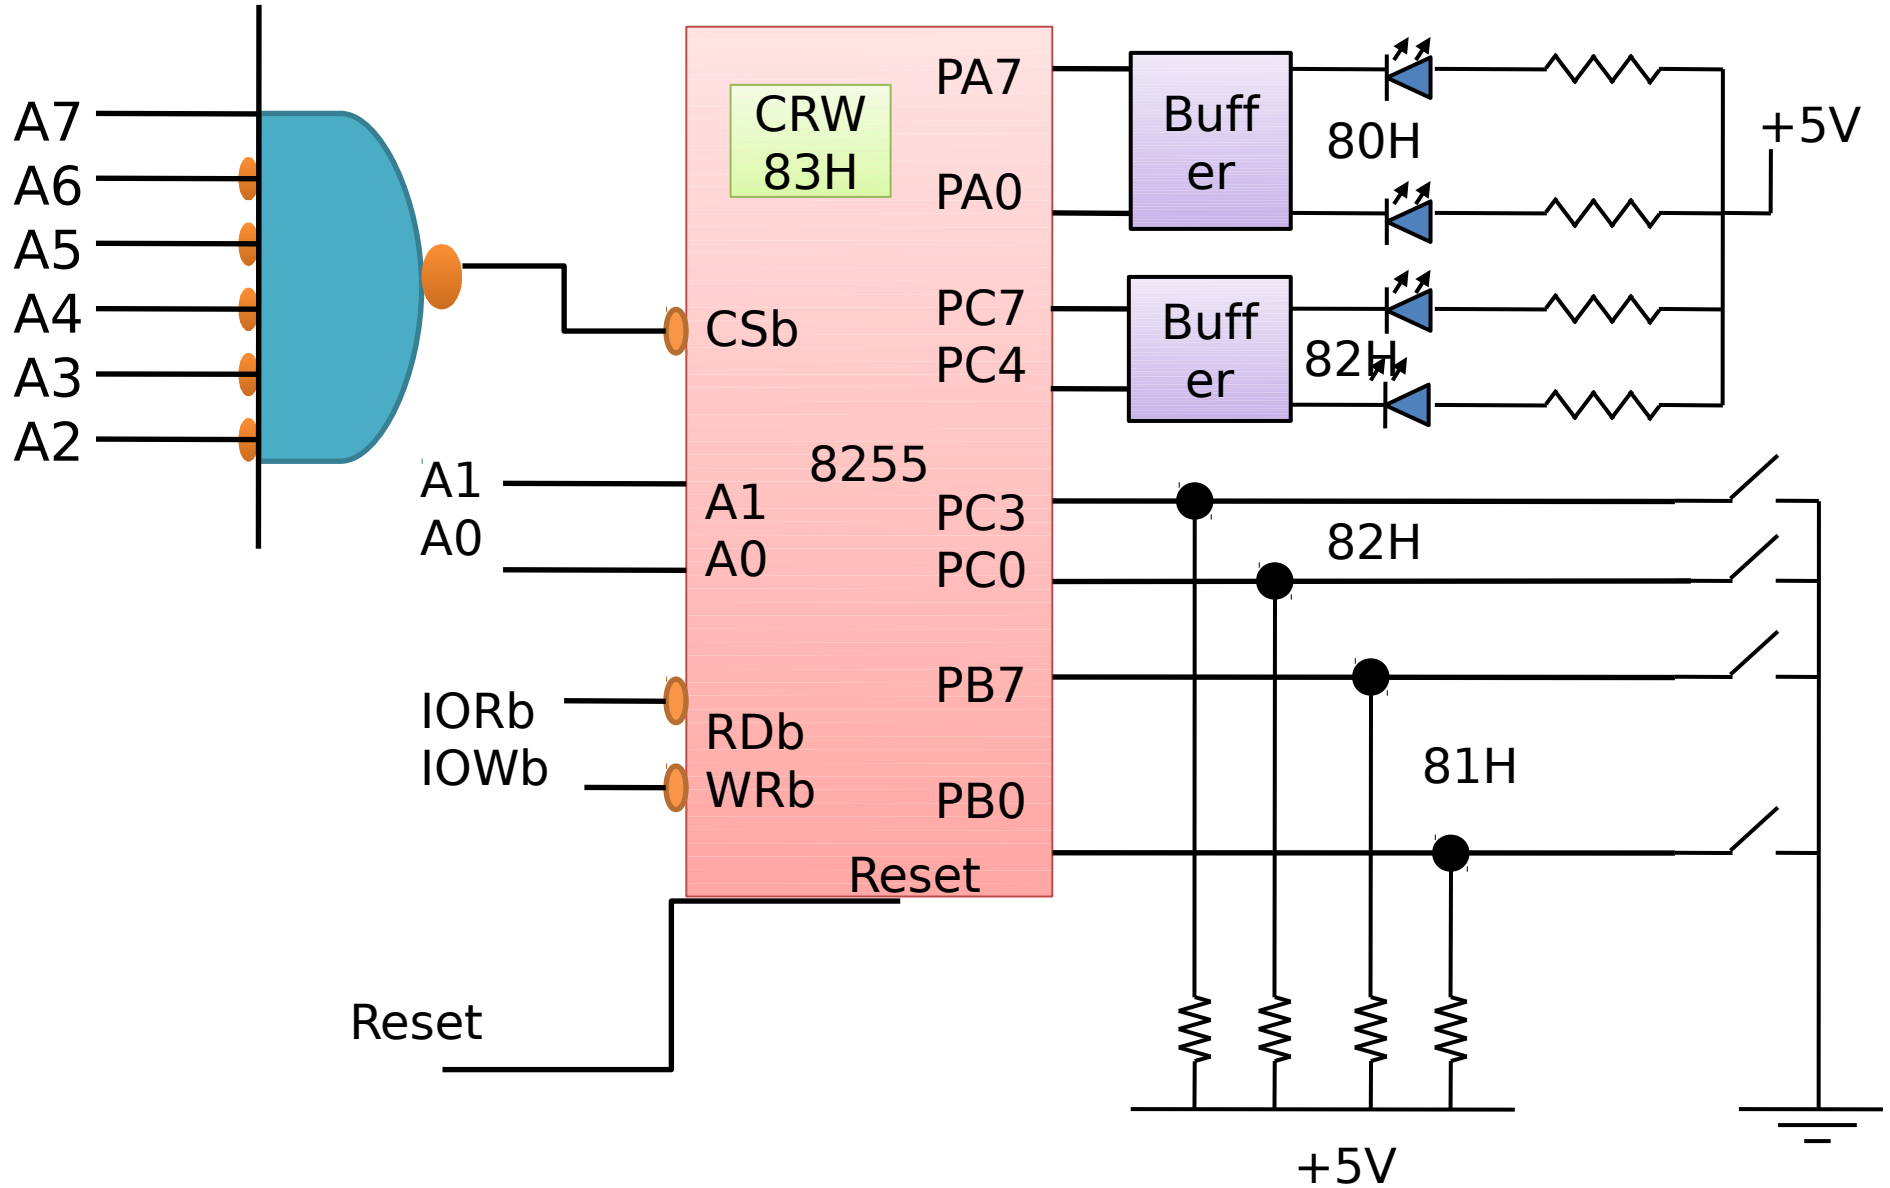 A7
A6
A5
A4
A3
A2
A1
A0
IORb
IOWb
Reset
CRW
83H
CSb
8255
A1
A0
RDb
WRb
Reset
PA7
PA0
PC7
PC4
PC3
PC0
PB7
PB0
Buff
er
Buff
er
80H
+5V
82H
82H
81H
+5V